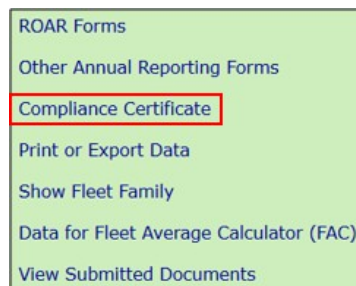 ROAR Forms
Other Annual Reporting Forms
Compliance Certificate
Print or Export Data
Show Fleet Family
Data for Fleet Average Calculator (FAC)
View Submitted Documents